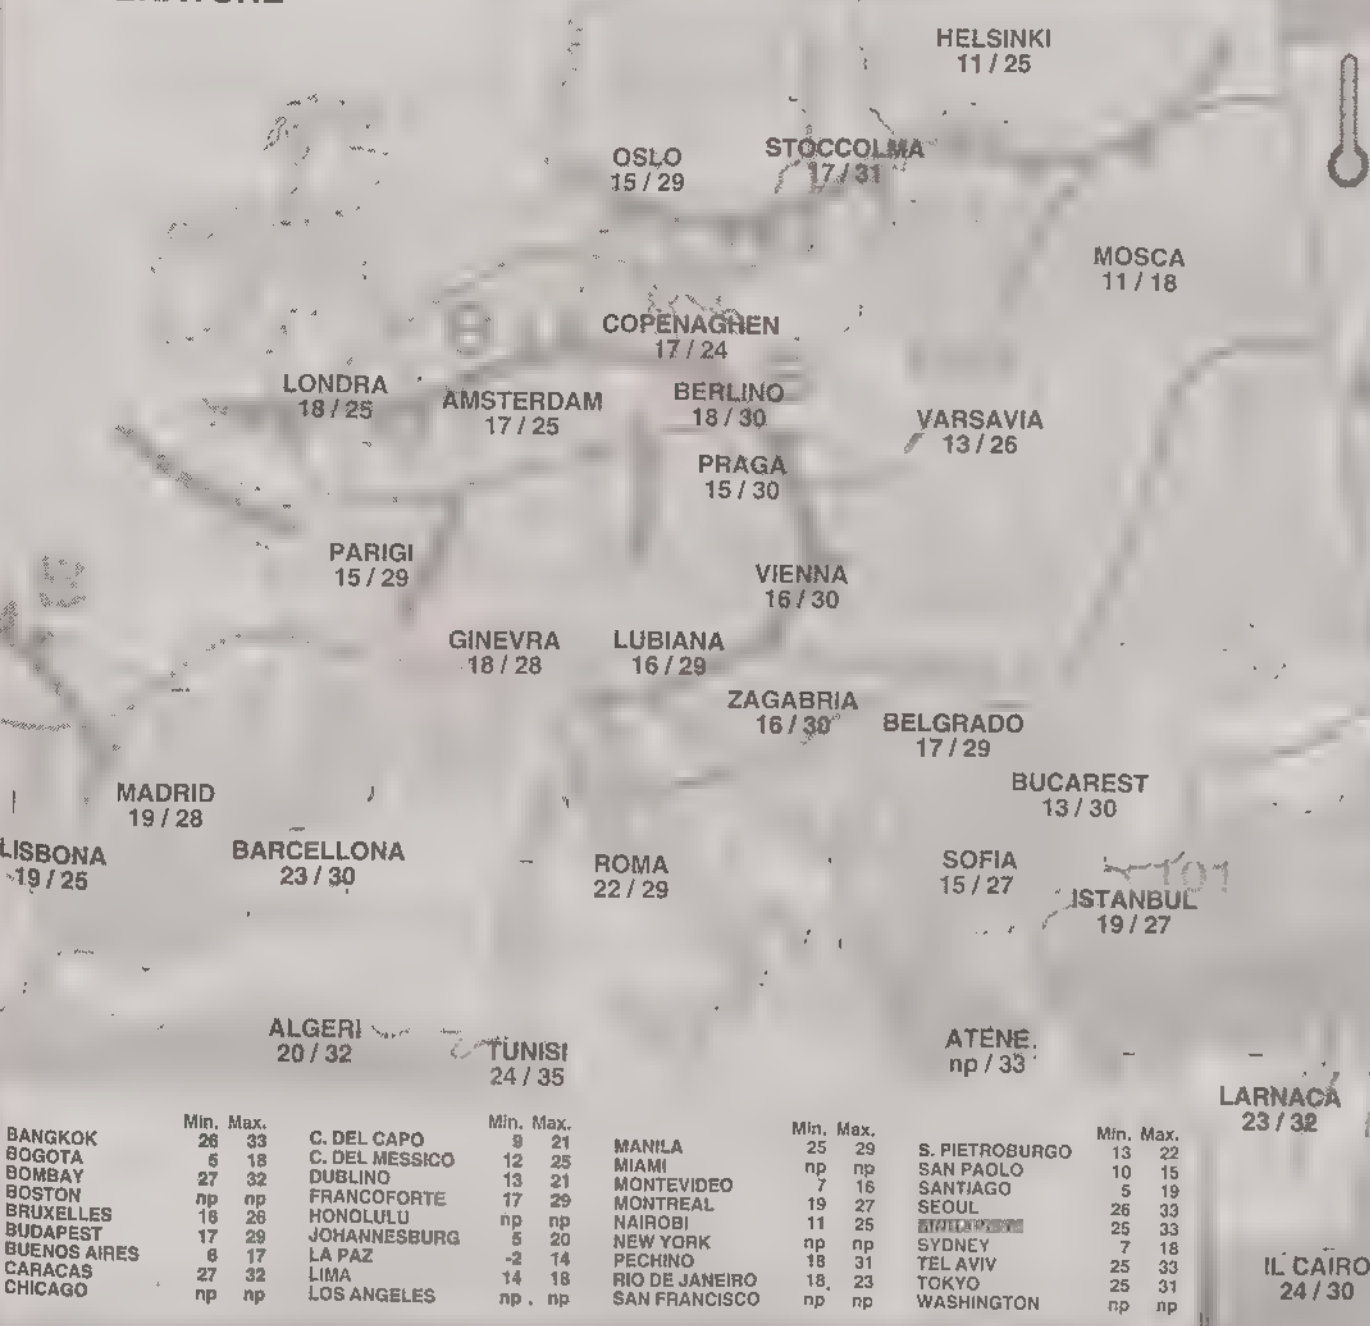 HELSINKI
11 / 25
OSLO
15 / 29
STOCCOLMA
17 / 31
MOSCA
11 / 18
COPENAGHEN
17 / 24
LONDRA
18 / 25
AMSTERDAM
17 / 25
BERLINO
18 / 30
VARSAVIA
13 / 26
PRAGA
15 / 30
PARIGI
15 / 29
VIENNA
16 / 30
GINEVRA
18 / 28
LUBIANA
16 / 29
ZAGABRIA
16 / 30
BELGRADO
17 / 29
BUCAREST
13 / 30
MADRID
19 / 28
LISBONA
19 / 25
BARCELLONA
23 / 30
ROMA
22 / 29
SOFIA
15 / 27
ISTANBUL
19 / 27
ALGERI
20 / 32
TUNISI
24 / 35
ATENE
np / 33
LARNACA
23 / 32
IL CAIRO
24 / 30
Min. Max.
BANGKOK 26 33
BOGOTA 5 18
BOMBAY 27 32
BOSTON np np
BRUXELLES 16 26
BUDAPEST 17 29
BUENOS AIRES 6 17
CARACAS 27 32
CHICAGO np np
Min. Max.
C. DEL CAPO 9 21
C. DEL MESSICO 12 25
DUBLINO 13 21
FRANCOFORTE 17 29
HONOLULU np np
JOHANNESBURG 5 20
LA PAZ -2 14
LIMA 14 18
LOS ANGELES np np
Min. Max.
MANILA 25 29
MIAMI np np
MONTEVIDEO 7 16
MONTREAL 19 27
NAIROBI 11 25
NEW YORK np np
PECHINO 18 31
RIO DE JANEIRO 18 23
SAN FRANCISCO np np
Min. Max.
S. PIETROBURGO 13 22
SAN PAOLO 10 15
SANTIAGO 5 19
SEOUL 26 33
25 33
SYDNEY 7 18
TEL AVIV 25 33
TOKYO 25 31
WASHINGTON np np